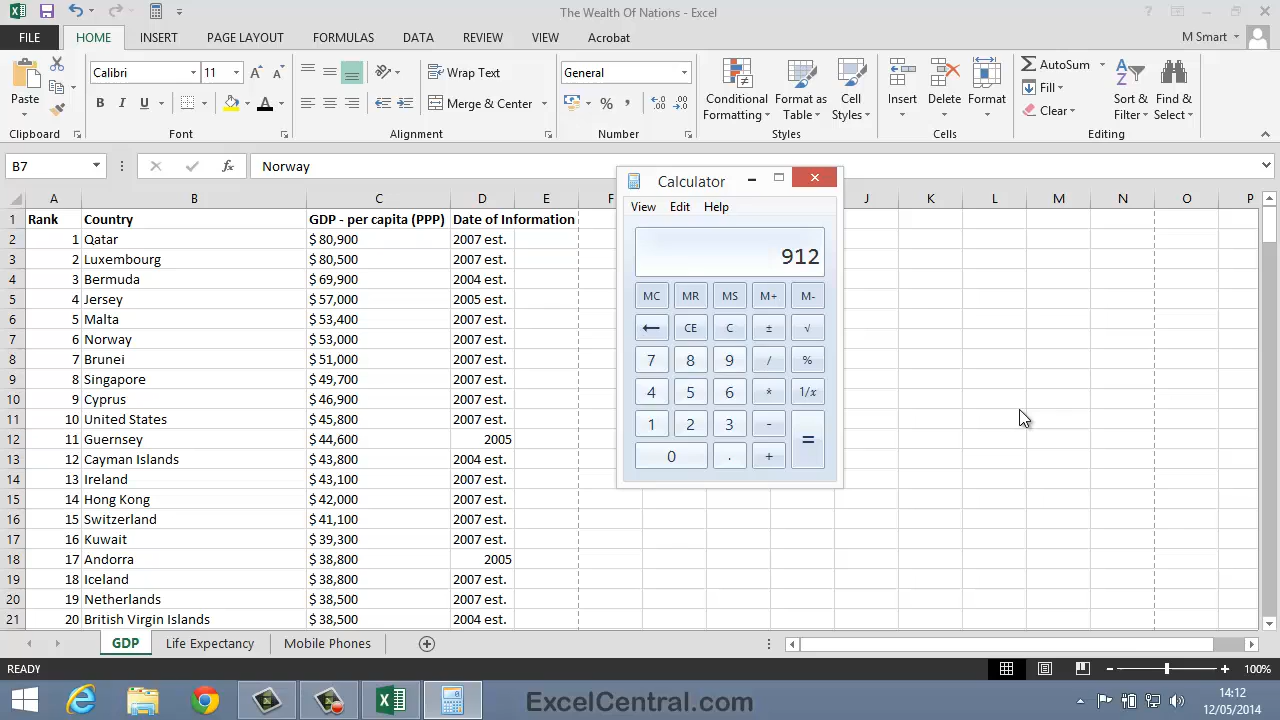 The Wealth Of Nations - Excel
FILE HOME INSERT PAGE LAYOUT FORMULAS DATA REVIEW VIEW Acrobat M Smart
Paste Calibri 11 Wrap Text General Conditional Formatting Format as Table Cell Styles Insert Delete Format AutoSum Fill Clear Sort & Filter Find & Select
B I U A Merge & Center % ,
Clipboard Font Alignment Number Styles Cells Editing
B7 fx Norway
A B C D E F J K L M N O P
1 Rank Country GDP - per capita (PPP) Date of Information
2 1 Qatar $ 80,900 2007 est.
3 2 Luxembourg $ 80,500 2007 est.
4 3 Bermuda $ 69,900 2004 est.
5 4 Jersey $ 57,000 2005 est.
6 5 Malta $ 53,400 2007 est.
7 6 Norway $ 53,000 2007 est.
8 7 Brunei $ 51,000 2007 est.
9 8 Singapore $ 49,700 2007 est.
10 9 Cyprus $ 46,900 2007 est.
11 10 United States $ 45,800 2007 est.
12 11 Guernsey $ 44,600 2005
13 12 Cayman Islands $ 43,800 2004 est.
14 13 Ireland $ 43,100 2007 est.
15 14 Hong Kong $ 42,000 2007 est.
16 15 Switzerland $ 41,100 2007 est.
17 16 Kuwait $ 39,300 2007 est.
18 17 Andorra $ 38,800 2005
19 18 Iceland $ 38,800 2007 est.
20 19 Netherlands $ 38,500 2007 est.
21 20 British Virgin Islands $ 38,500 2004 est.
Calculator
View Edit Help
912
MC MR MS M+ M-
← CE C ± √
7 8 9 / %
4 5 6 * 1/x
1 2 3 - =
0 . +
GDP Life Expectancy Mobile Phones
READY 100%
ExcelCentral.com
14:12
12/05/2014